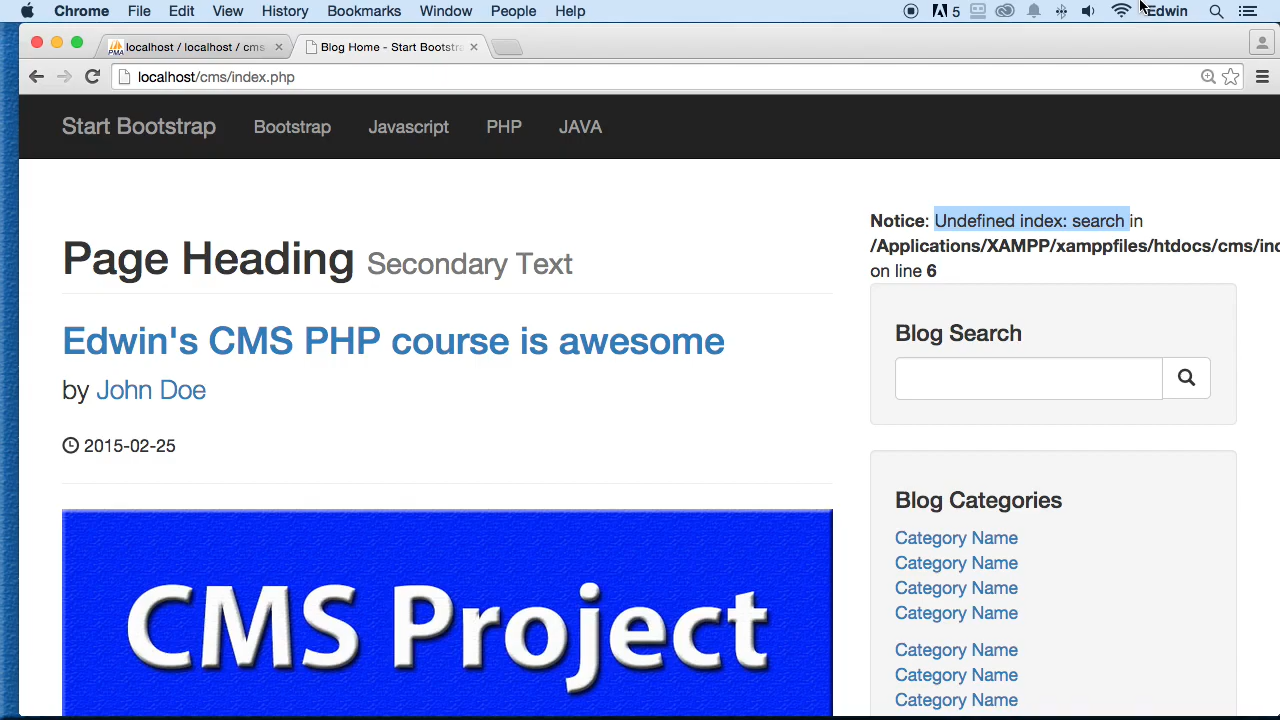 Chrome File Edit View History Bookmarks Window People Help 5 Edwin
PMA localhost / localhost / cms Blog Home - Start Bootstra
localhost/cms/index.php
Start Bootstrap Bootstrap Javascript PHP JAVA
Notice: Undefined index: search in
/Applications/XAMPP/xamppfiles/htdocs/cms/inc
on line 6
Page Heading Secondary Text
Edwin's CMS PHP course is awesome
by John Doe
2015-02-25
CMS Project
Blog Search
Blog Categories
Category Name
Category Name
Category Name
Category Name
Category Name
Category Name
Category Name